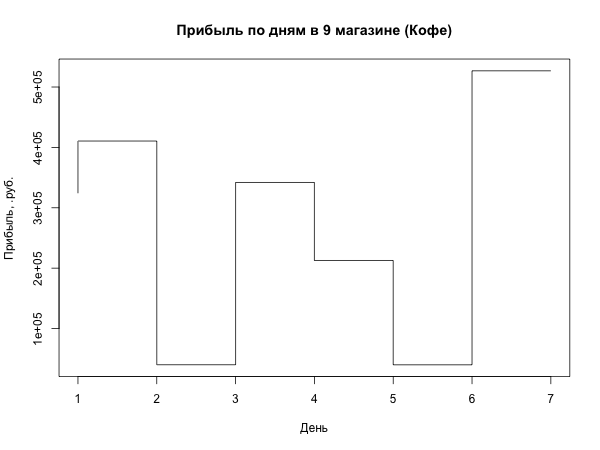 Прибыль по дням в 9 магазине (Кофе)
Прибыль, .руб.
5e+05
4e+05
3e+05
2e+05
1e+05
1 2 3 4 5 6 7
День